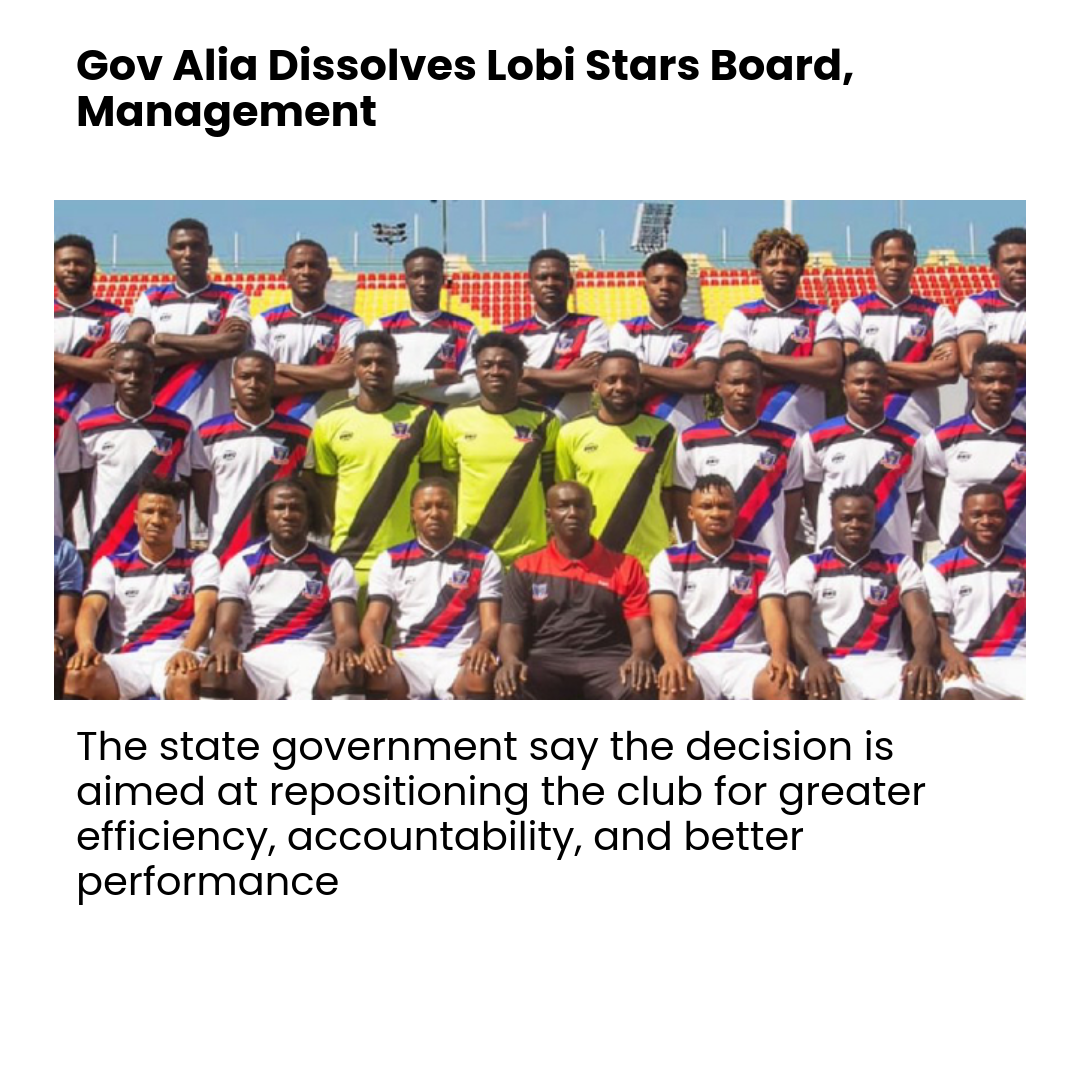 Gov Alia Dissolves Lobi Stars Board,
Management
The state government say the decision is
aimed at repositioning the club for greater
efficiency, accountability, and better
performance